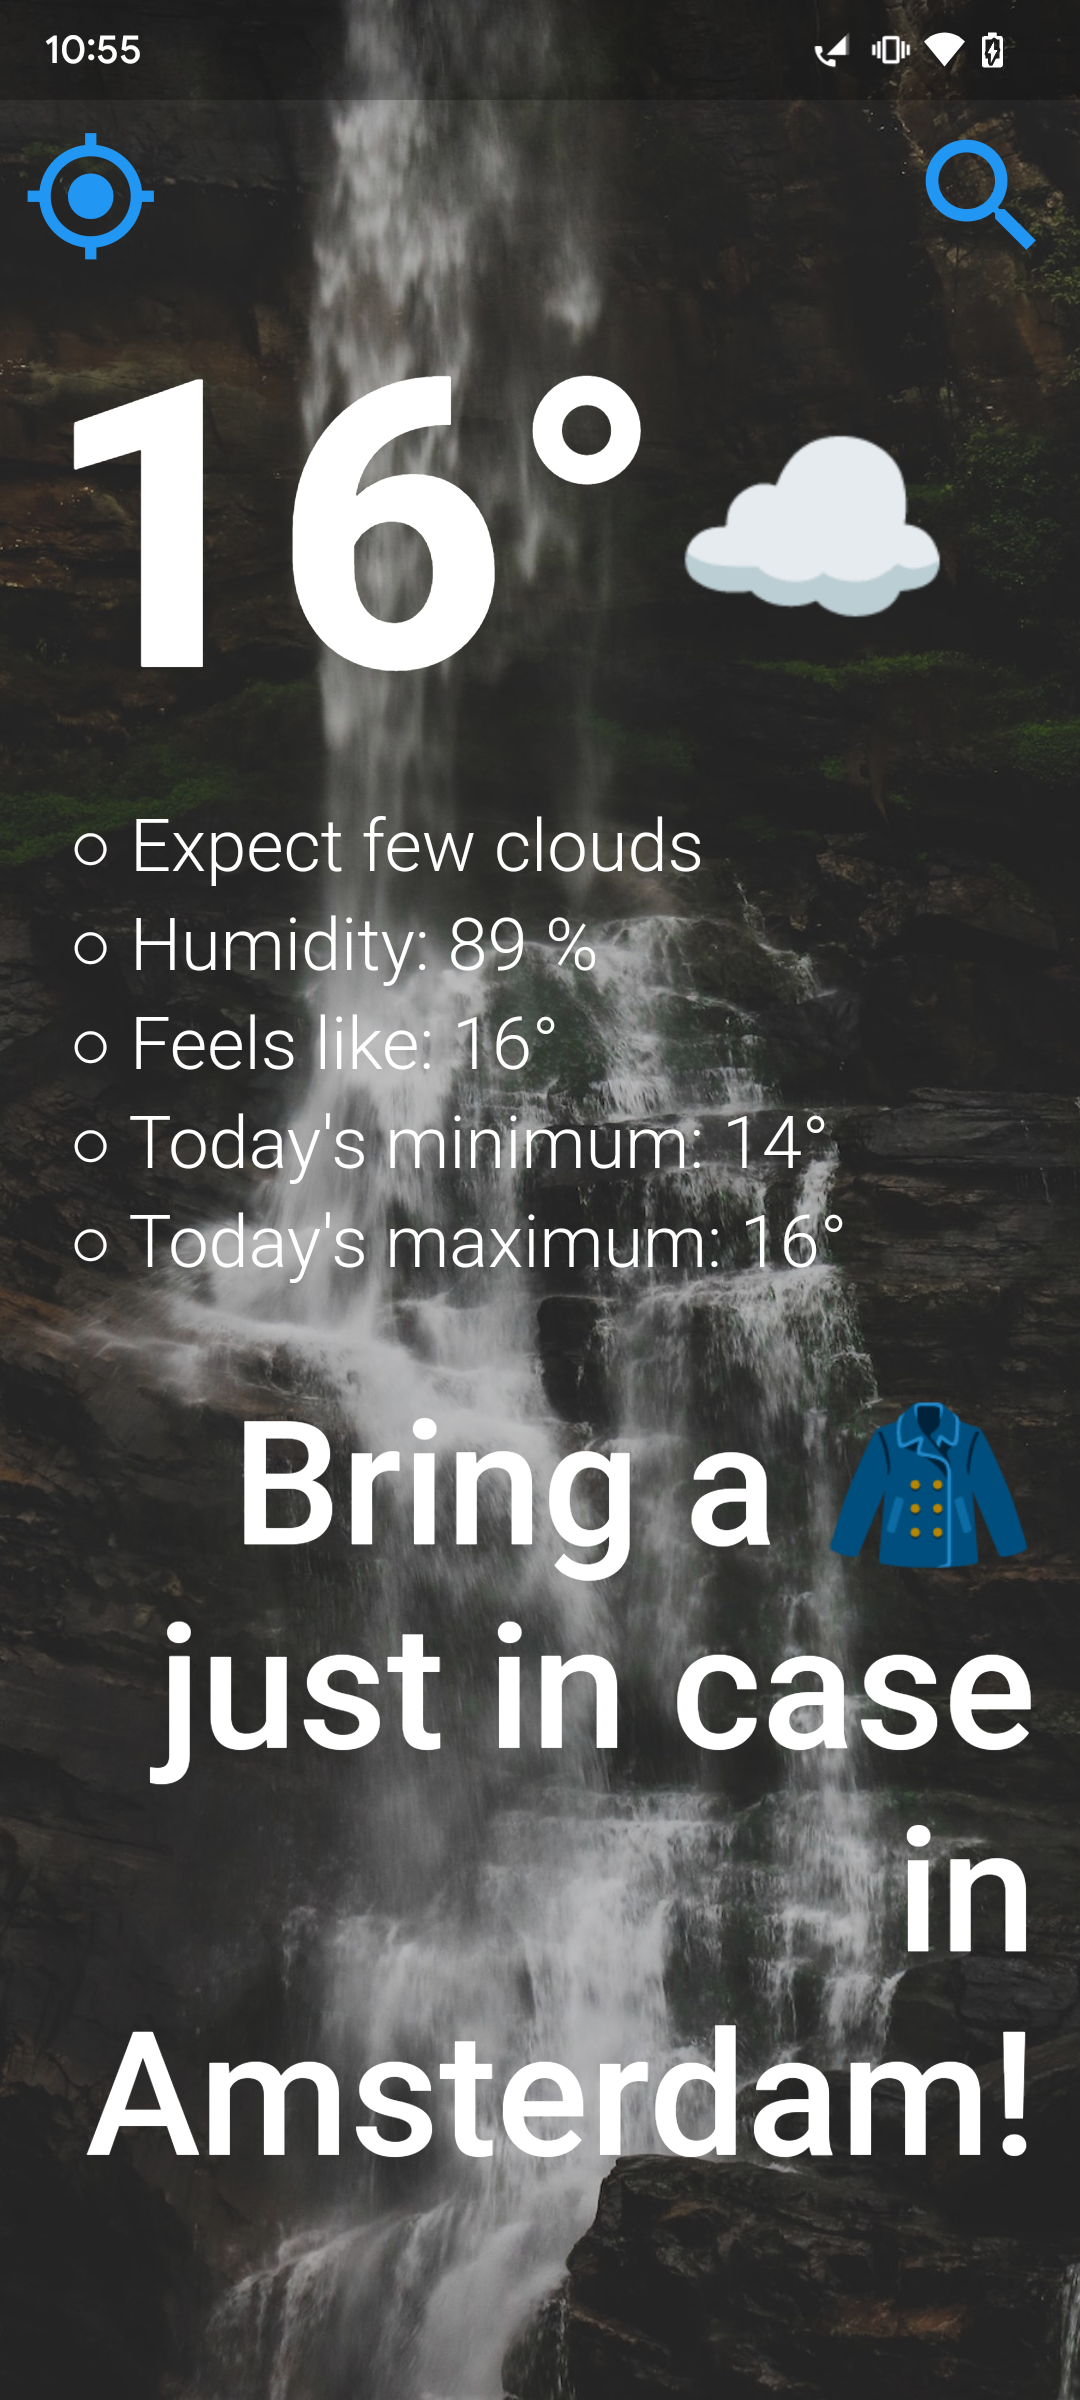 10:55
16°
Expect few clouds
Humidity: 89 %
Feels like: 16°
Today's minimum: 14°
Today's maximum: 16°
Bring a 🧥
just in case
in
Amsterdam!